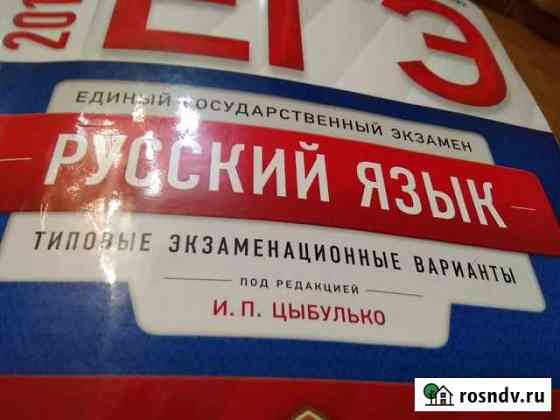 ЕГЭ
ЕДИНЫЙ ГОСУДАРСТВЕННЫЙ ЭКЗАМЕН
РУССКИЙ ЯЗЫК
ТИПОВЫЕ ЭКЗАМЕНАЦИОННЫЕ ВАРИАНТЫ
ПОД РЕДАКЦИЕЙ
И. П. ЦЫБУЛЬКО
rosndv.ru